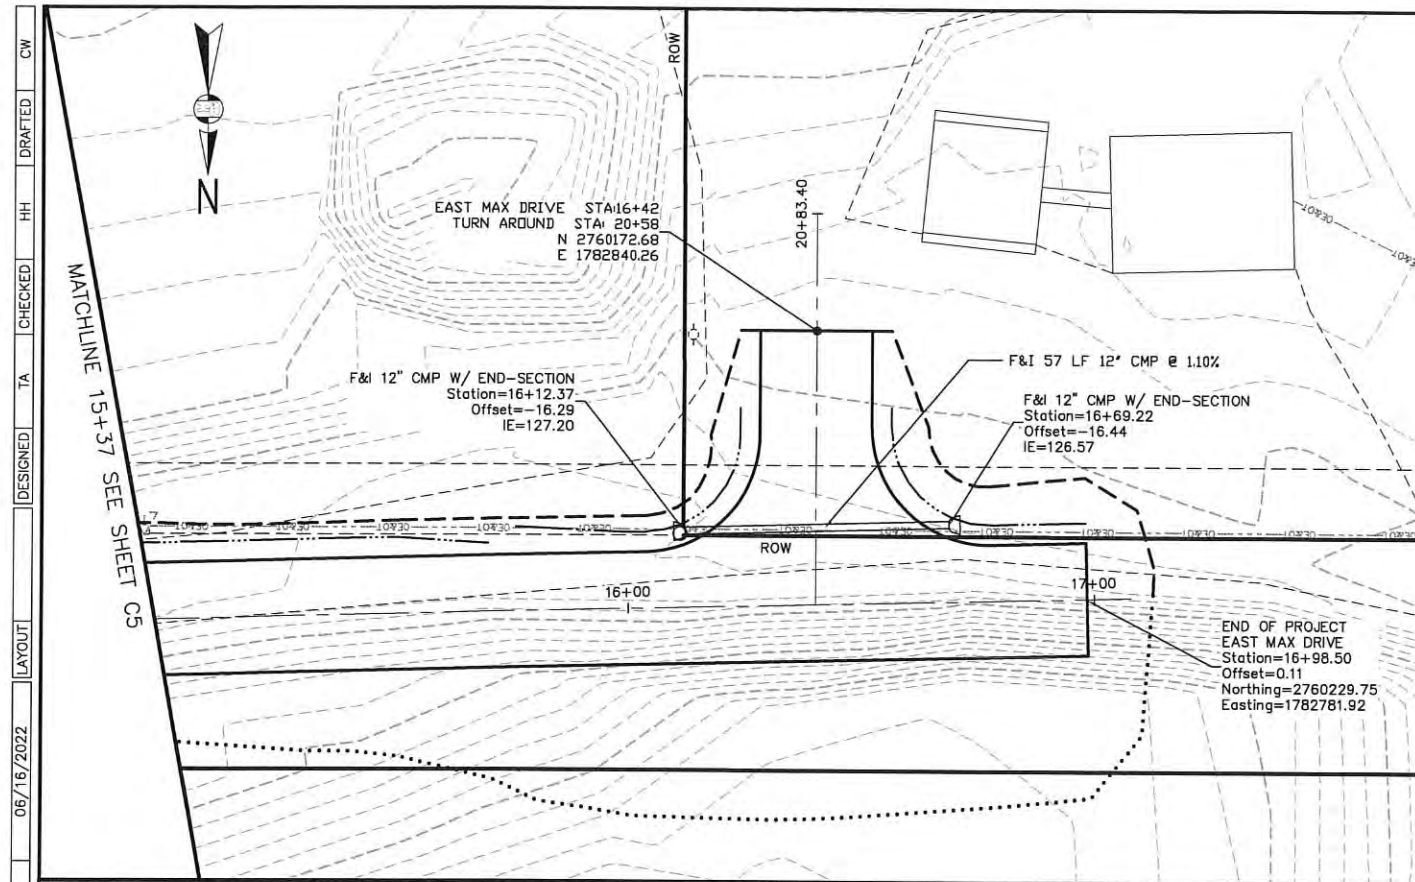 CW
DRAFTED
HH
CHECKED
TA
DESIGNED
LAYOUT
06/16/2022
N
ROW
EAST MAX DRIVE STA:16+42
TURN AROUND STA: 20+58
N 2760172.68
E 1782840.26
20+83.40
MATCHLINE 15+37 SEE SHEET C5
F&I 12" CMP W/ END-SECTION
Station=16+12.37
Offset=-16.29
IE=127.20
F&I 57 LF 12" CMP @ 1.10%
F&I 12" CMP W/ END-SECTION
Station=16+69.22
Offset=-16.44
IE=126.57
ROW
16+00
17+00
END OF PROJECT
EAST MAX DRIVE
Station=16+98.50
Offset=0.11
Northing=2760229.75
Easting=1782781.92